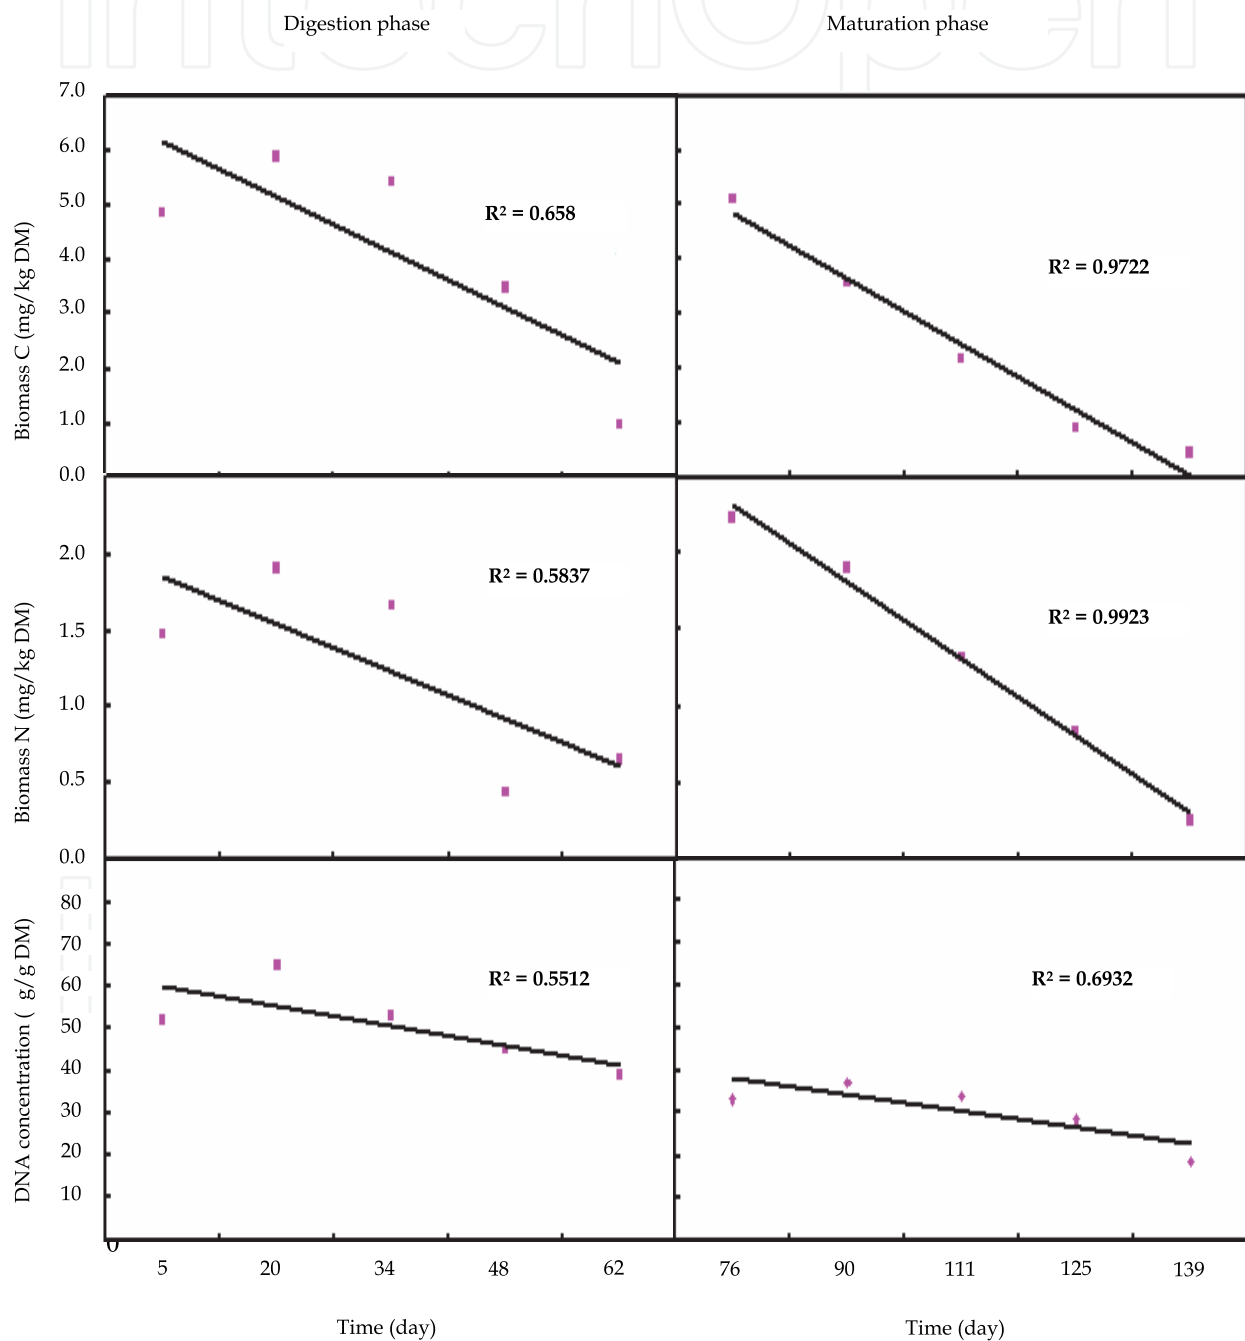 IntechOpen
Digestion phase
Maturation phase
7.0
6.0
5.0
4.0
3.0
2.0
1.0
0.0
Biomass C (mg/kg DM)
R² = 0.658
R² = 0.9722
2.0
1.5
1.0
0.5
0.0
Biomass N (mg/kg DM)
R² = 0.5837
R² = 0.9923
80
70
60
50
40
30
20
10
0
DNA concentration ( g/g DM)
R² = 0.5512
R² = 0.6932
5 20 34 48 62
76 90 111 125 139
Time (day)
Time (day)